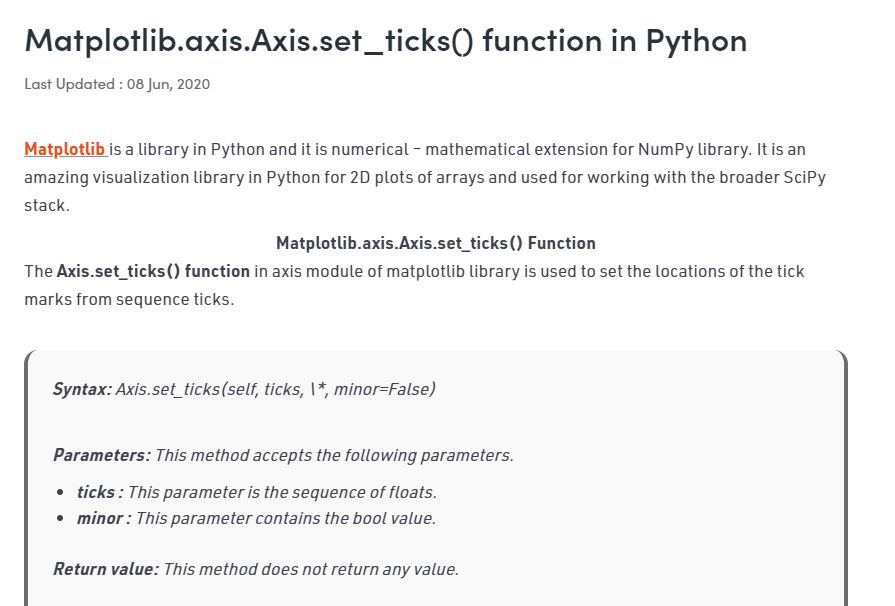 Matplotlib.axis.Axis.set_ticks() function in Python
Last Updated : 08 Jun, 2020
Matplotlib is a library in Python and it is numerical – mathematical extension for NumPy library. It is an
amazing visualization library in Python for 2D plots of arrays and used for working with the broader SciPy
stack.
Matplotlib.axis.Axis.set_ticks() Function
The Axis.set_ticks() function in axis module of matplotlib library is used to set the locations of the tick
marks from sequence ticks.
Syntax: Axis.set_ticks(self, ticks, \*, minor=False)
Parameters: This method accepts the following parameters.
• ticks : This parameter is the sequence of floats.
• minor : This parameter contains the bool value.
Return value: This method does not return any value.